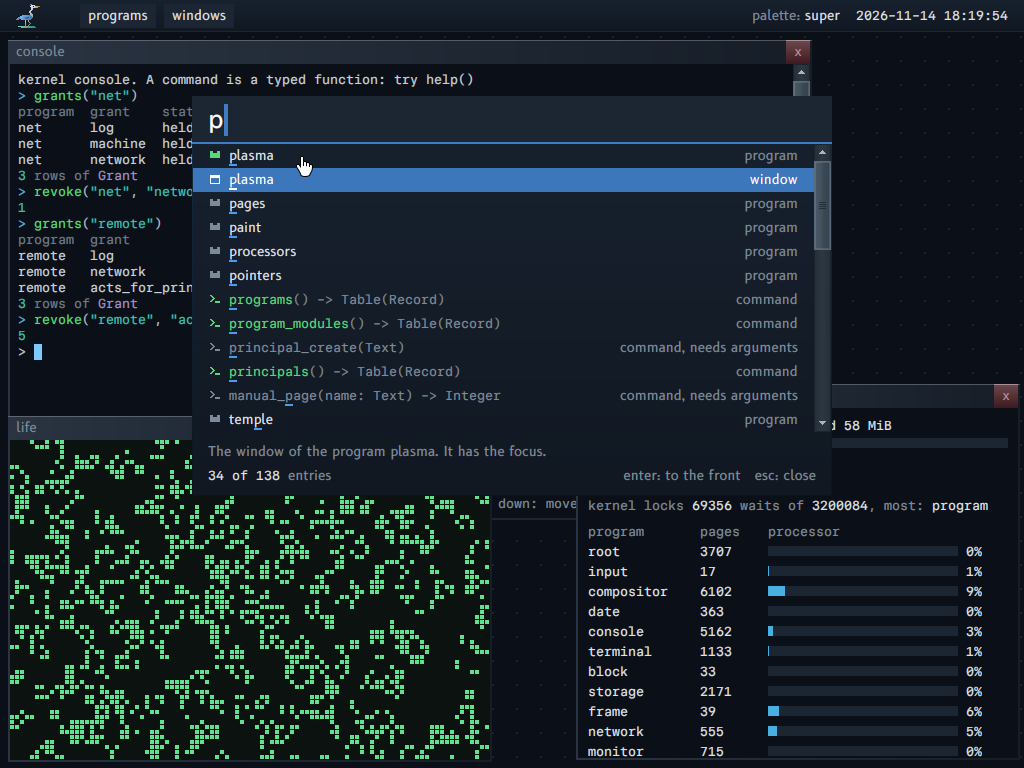 programs windows palette: super 2026-11-14 18:19:54
console x
kernel console. A command is a typed function: try help()
> grants("net")
program grant
net log held
net machine held
net network held
3 rows of Grant
> revoke("net",
1
> grants("remote")
program grant
remote log
remote network
remote
3 rows of Grant
> revoke("remote",
5
>
p
plasma program
plasma window
pages program
paint program
processors program
pointers program
programs() -> Table(Record) command
program_modules() -> Table(Record) command
principal_create(Text) command, needs arguments
principals() -> Table(Record) command
manual_page(name: Text) -> Integer command, needs arguments
temple program
The window of the program plasma. It has the focus.
34 of 138 entries enter: to the front esc: close
life
x
58 MiB
down: move
kernel locks 69356 waits of 3200084, most: program
program pages processor
root 3707 0%
input 17 1%
compositor 6102 9%
date 363 0%
console 5162 3%
terminal 1133 1%
block 33 0%
storage 2171 0%
frame 39 6%
network 555 5%
monitor 715 0%